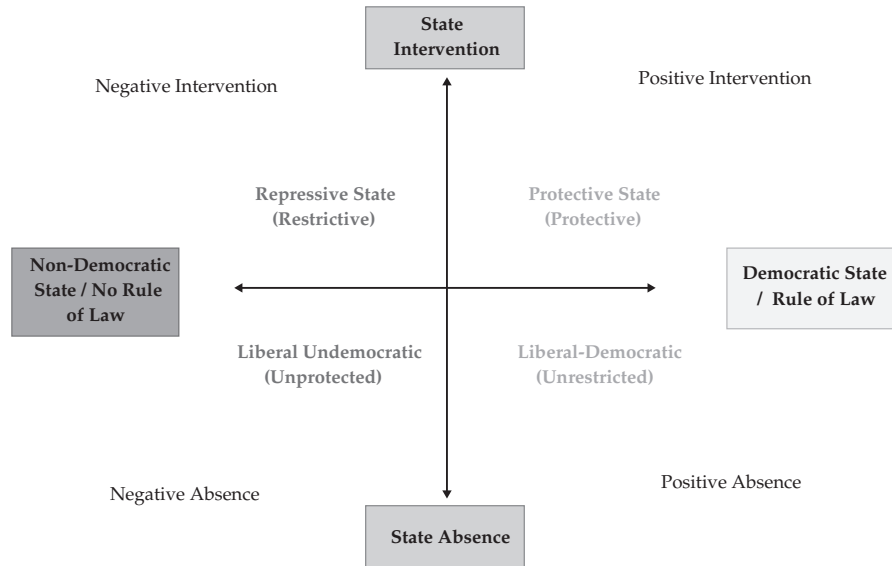 State
Intervention
Negative Intervention
Positive Intervention
Repressive State
(Restrictive)
Protective State
(Protective)
Non-Democratic
State / No Rule
of Law
Democratic State
/ Rule of Law
Liberal Undemocratic
(Unprotected)
Liberal-Democratic
(Unrestricted)
Negative Absence
Positive Absence
State Absence